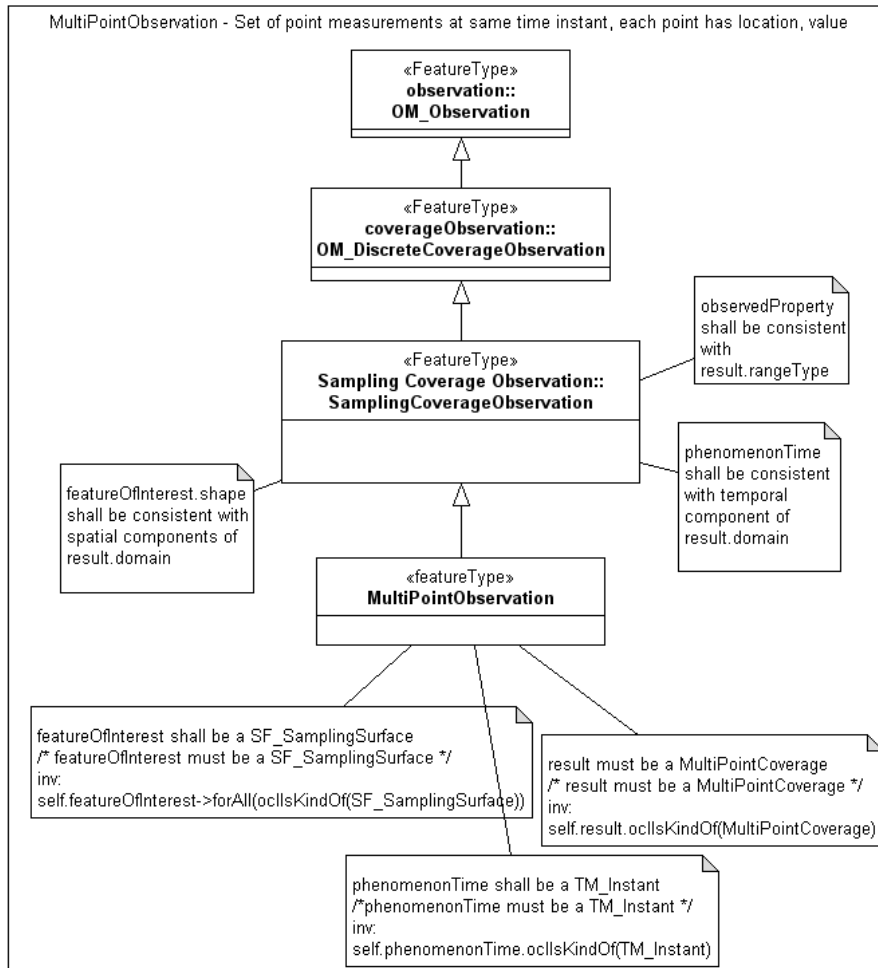 MultiPointObservation - Set of point measurements at same time instant, each point has location, value
«FeatureType»
observation::
OM_Observation
«FeatureType»
coverageObservation::
OM_DiscreteCoverageObservation
«FeatureType»
Sampling Coverage Observation::
SamplingCoverageObservation
observedProperty
shall be consistent
with
result.rangeType
phenomenonTime
shall be consistent
with temporal
component of
result.domain
featureOfInterest.shape
shall be consistent with
spatial components of
result.domain
«featureType»
MultiPointObservation
featureOfInterest shall be a SF_SamplingSurface
/* featureOfInterest must be a SF_SamplingSurface */
inv:
self.featureOfInterest->forAll(oclIsKindOf(SF_SamplingSurface))
result must be a MultiPointCoverage
/* result must be a MultiPointCoverage */
inv:
self.result.oclIsKindOf(MultiPointCoverage)
phenomenonTime shall be a TM_Instant
/*phenomenonTime must be a TM_Instant */
inv:
self.phenomenonTime.oclIsKindOf(TM_Instant)